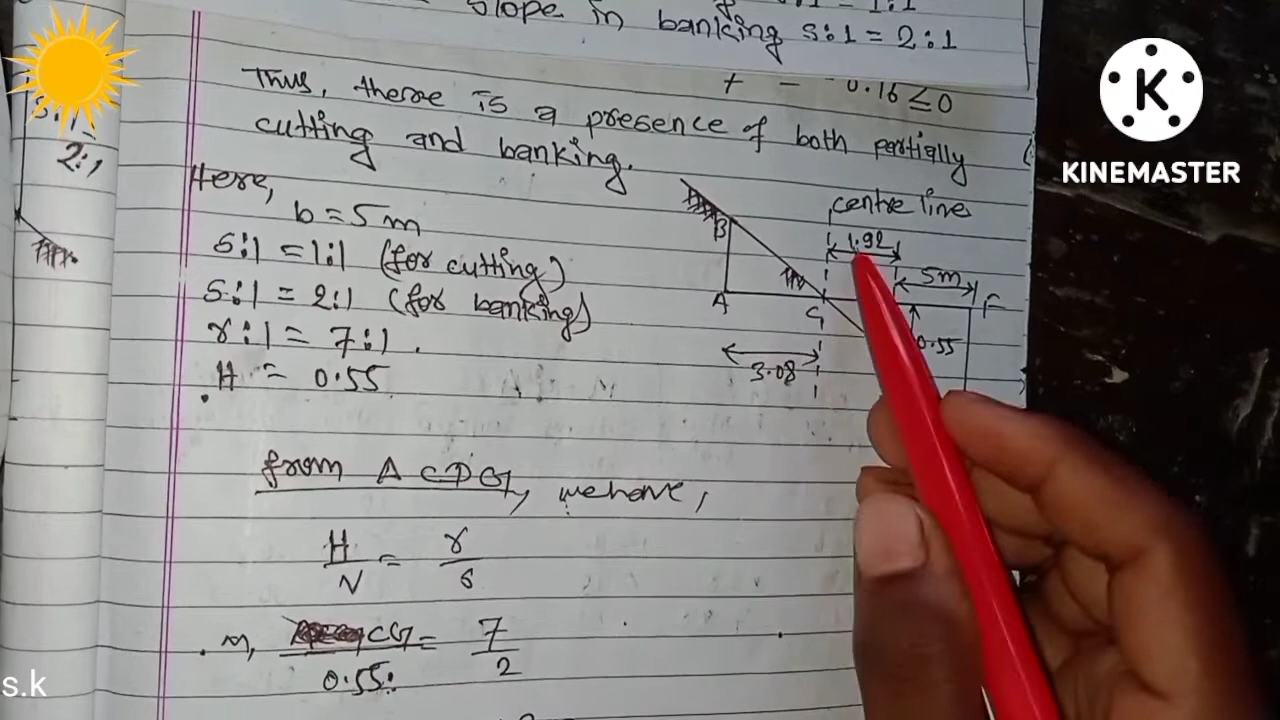 slope in banking s:1 = 2:1
+ - 0.16 ≤ 0
Thus, there is a presence of both partially
cutting and banking.
Here,
b = 5m
s:1 = 1:1 (for cutting)
s:1 = 2:1 (for banking)
r:1 = 7:1.
H = 0.55
2:1
centre line
1.92
5m
B
A
G
F
0.55
3.08
from Δ CDG, we have,
H/N = r/s
CG/0.55 = 7/2
K
KINEMASTER
s.k